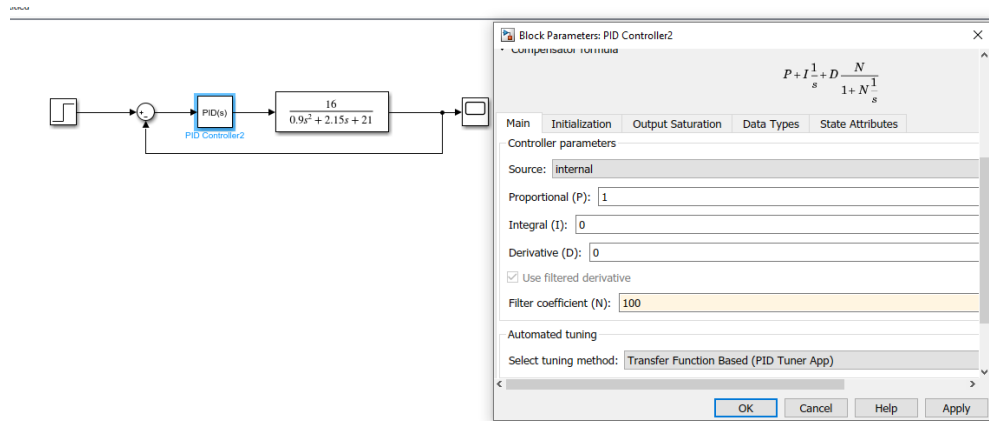 Block Parameters: PID Controller2
Compensator formula
P+I 1/s +D N/(1+N 1/s)
PID(s)
PID Controller2
16
0.9s² + 2.15s + 21
Main Initialization Output Saturation Data Types State Attributes
Controller parameters
Source: internal
Proportional (P): 1
Integral (I): 0
Derivative (D): 0
Use filtered derivative
Filter coefficient (N): 100
Automated tuning
Select tuning method: Transfer Function Based (PID Tuner App)
OK Cancel Help Apply